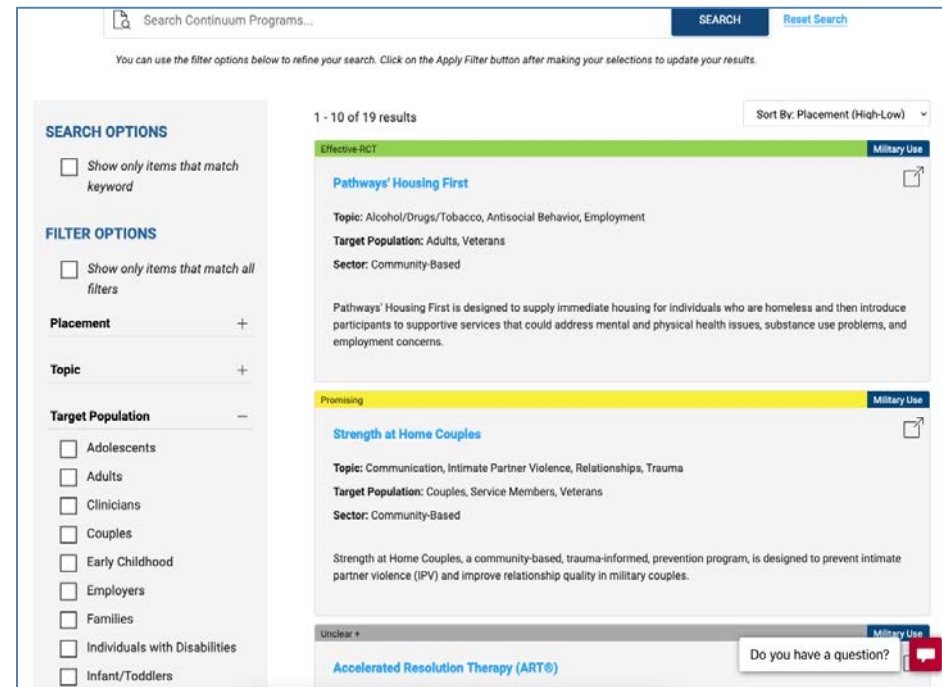 Search Continuum Programs...
SEARCH
Reset Search
You can use the filter options below to refine your search. Click on the Apply Filter button after making your selections to update your results.
SEARCH OPTIONS
Show only items that match
keyword
FILTER OPTIONS
Show only items that match all
filters
Placement
Topic
Target Population
Adolescents
Adults
Clinicians
Couples
Early Childhood
Employers
Families
Individuals with Disabilities
Infant/Toddlers
1 - 10 of 19 results
Sort By: Placement (High-Low)
Effective-RCT
Military Use
Pathways' Housing First
Topic: Alcohol/Drugs/Tobacco, Antisocial Behavior, Employment
Target Population: Adults, Veterans
Sector: Community-Based
Pathways' Housing First is designed to supply immediate housing for individuals who are homeless and then introduce
participants to supportive services that could address mental and physical health issues, substance use problems, and
employment concerns.
Promising
Military Use
Strength at Home Couples
Topic: Communication, Intimate Partner Violence, Relationships, Trauma
Target Population: Couples, Service Members, Veterans
Sector: Community-Based
Strength at Home Couples, a community-based, trauma-informed, prevention program, is designed to prevent intimate
partner violence (IPV) and improve relationship quality in military couples.
Unclear +
Military Use
Accelerated Resolution Therapy (ART®)
Do you have a question?